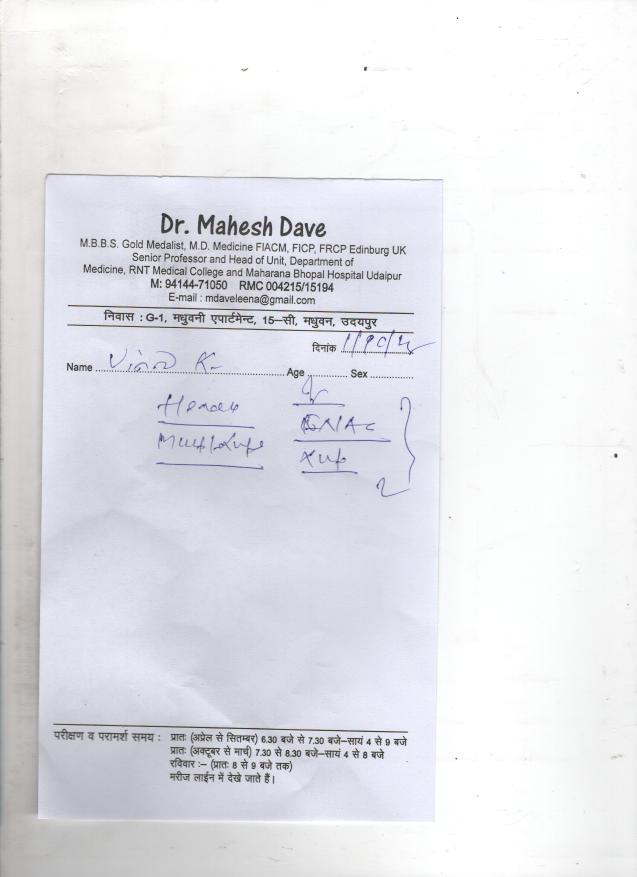 Dr. Mahesh Dave
M.B.B.S. Gold Medalist, M.D. Medicine FIACM, FICP, FRCP Edinburg UK
Senior Professor and Head of Unit, Department of
Medicine, RNT Medical College and Maharana Bhopal Hospital Udaipur
M: 94144-71050 RMC 004215/15194
E-mail : mdaveleena@gmail.com
निवास : G-1, मधुवनी एपार्टमेन्ट, 15–सी, मधुवन, उदयपुर
दिनांक
Name K- Age Sex
परीक्षण व परामर्श समय : प्रातः (अप्रेल से सितम्बर) 6.30 बजे से 7.30 बजे–सायं 4 से 9 बजे
प्रातः (अक्टूबर से मार्च) 7.30 से 8.30 बजे–सायं 4 से 8 बजे
रविवार :– (प्रातः 8 से 9 बजे तक)
मरीज लाईन में देखे जाते हैं।